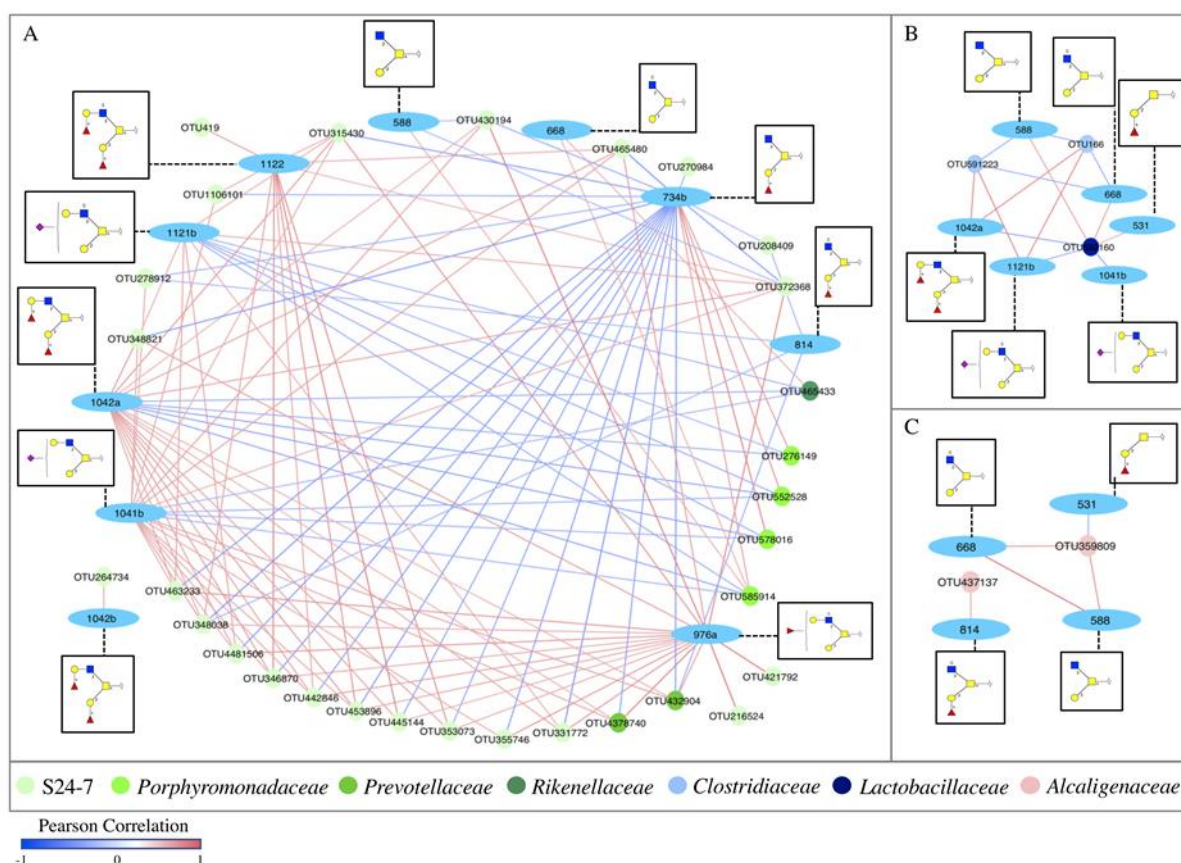 A
588
OTU430194
668
OTU419
OTU315430
OTU465480
1122
OTU270984
OTU1106101
734b
1121b
OTU208409
OTU278912
OTU372368
OTU348821
814
OTU465433
1042a
OTU276149
OTU552528
1041b
OTU578016
OTU264734
OTU463233
OTU585914
1042b
OTU348038
976a
OTU4481506
OTU346870
OTU421792
OTU442846
OTU432904
OTU453896
OTU216524
OTU445144
OTU4378740
OTU353073
OTU331772
OTU355746
B
588
OTU166
OTU591223
668
531
1042a
1121b
1041b
C
531
668
OTU359809
OTU437137
814
588
S24-7 Porphyromonadaceae Prevotellaceae Rikenellaceae Clostridiaceae Lactobacillaceae Alcaligenaceae
Pearson Correlation
-1 0 1